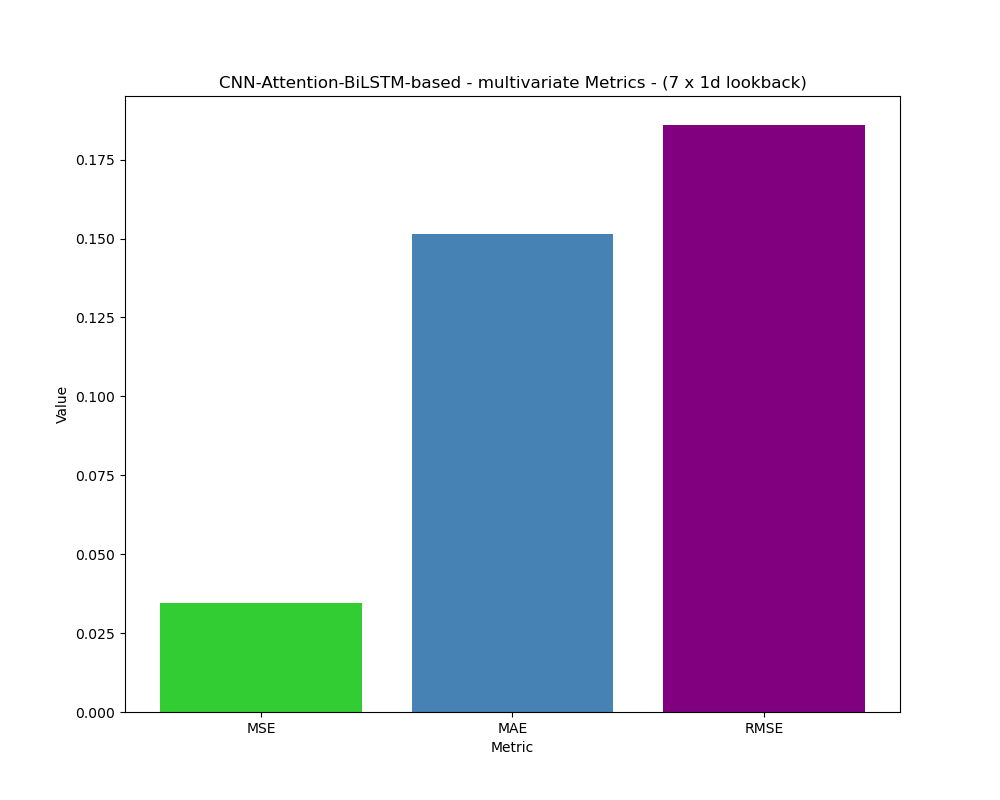 CNN-Attention-BiLSTM-based - multivariate Metrics - (7 x 1d lookback)
0.175
0.150
0.125
0.100
0.075
0.050
0.025
0.000
Value
MSE MAE RMSE
Metric